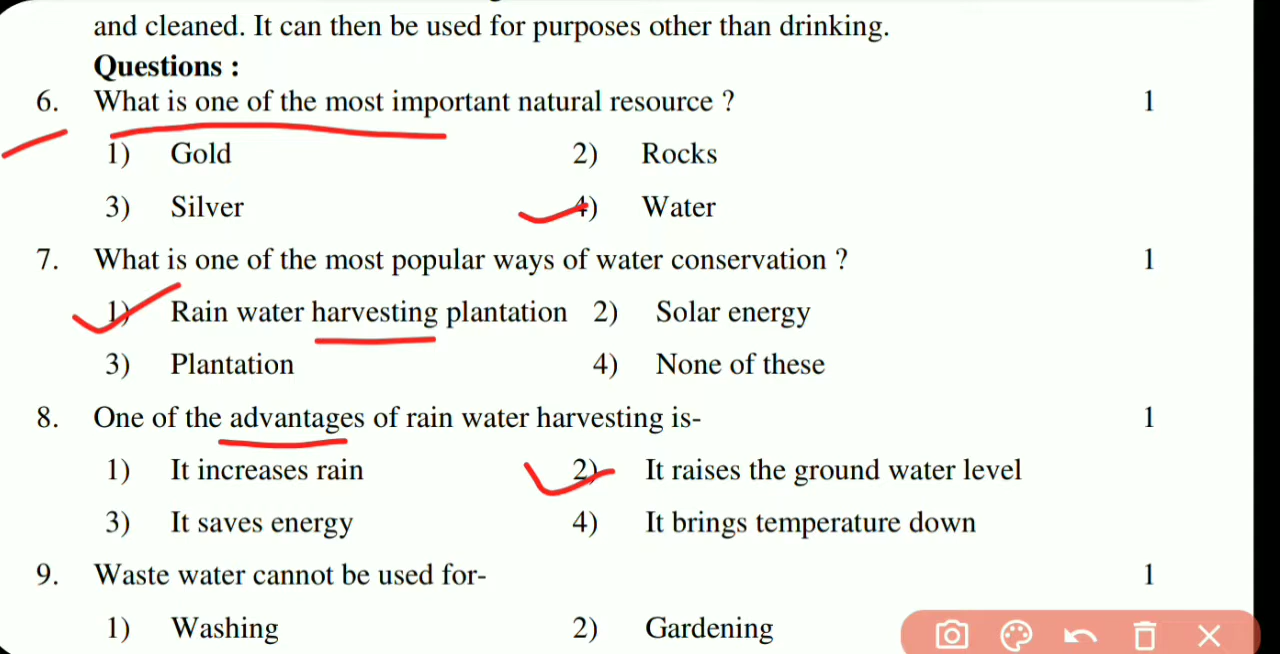 and cleaned. It can then be used for purposes other than drinking.
Questions :
6. What is one of the most important natural resource ? 1
1) Gold 2) Rocks
3) Silver 4) Water
7. What is one of the most popular ways of water conservation ? 1
1) Rain water harvesting plantation 2) Solar energy
3) Plantation 4) None of these
8. One of the advantages of rain water harvesting is- 1
1) It increases rain 2) It raises the ground water level
3) It saves energy 4) It brings temperature down
9. Waste water cannot be used for- 1
1) Washing 2) Gardening